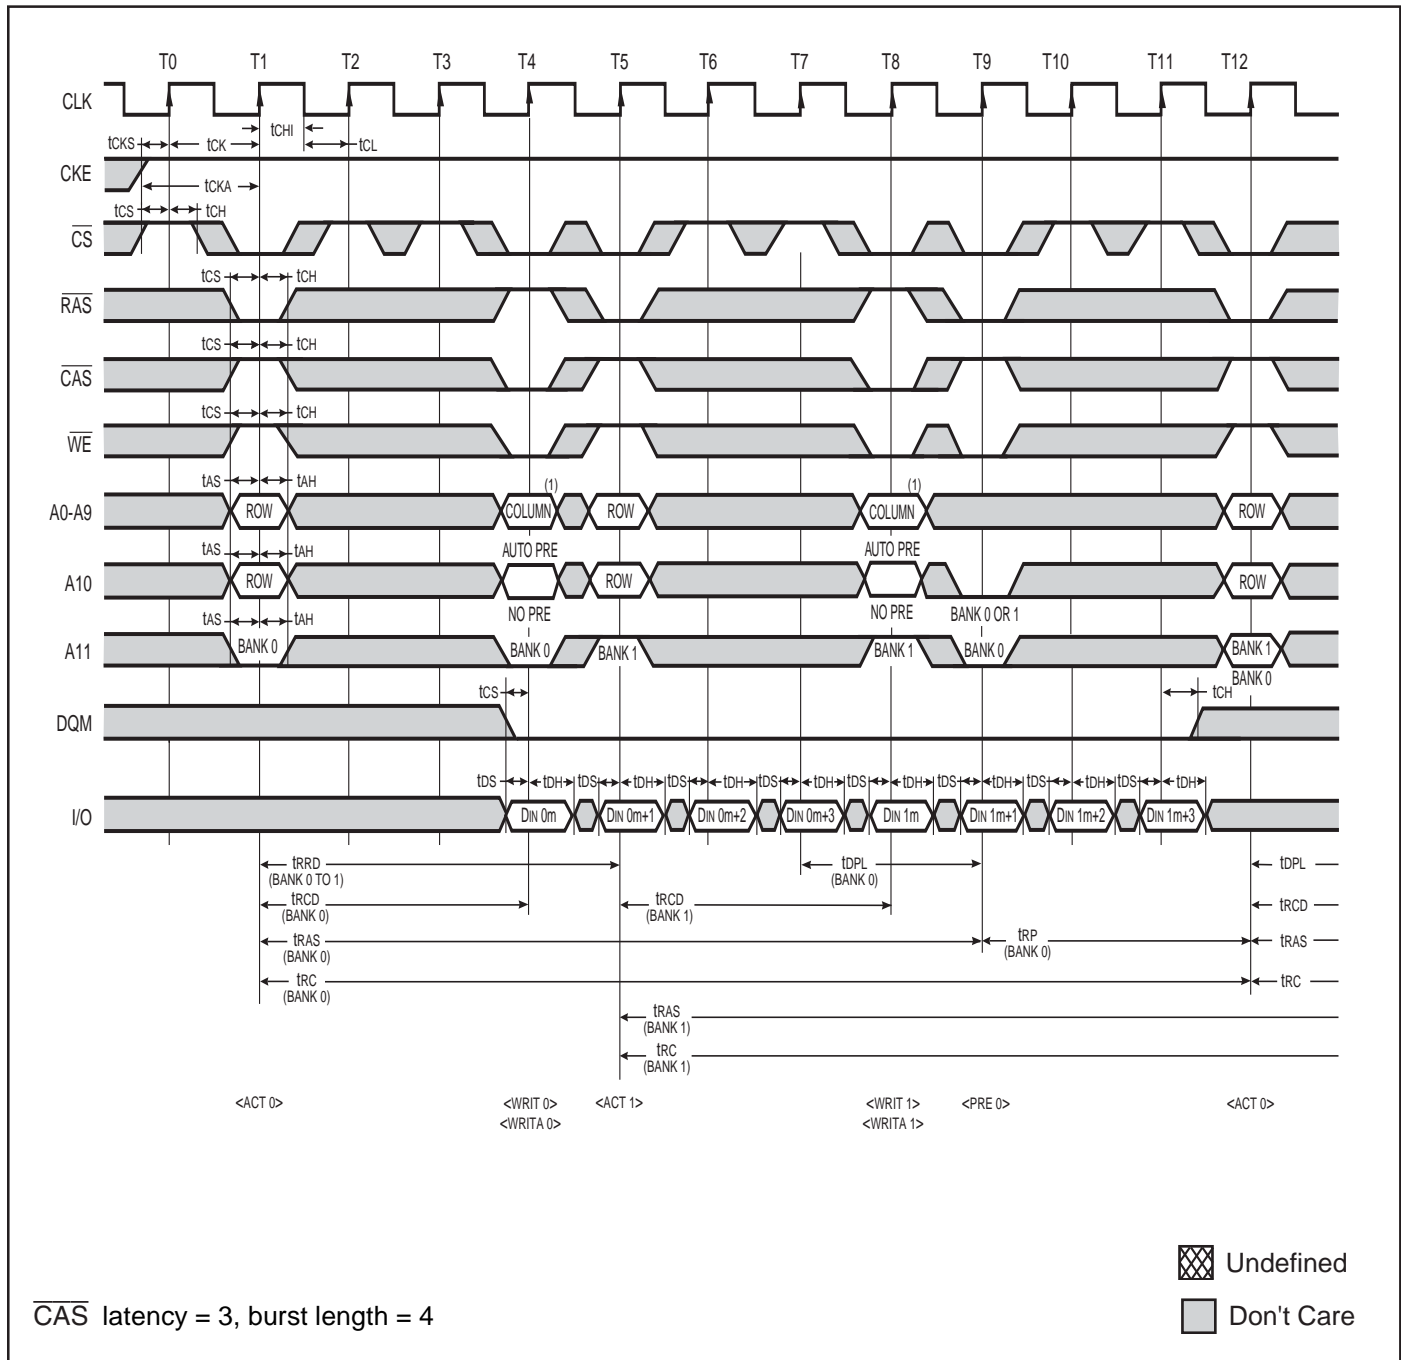 T0 T1 T2 T3 T4 T5 T6 T7 T8 T9 T10 T11 T12
CLK
tCHI
tCKS tCK tCL
CKE
tCKA
tCS tCH
CS
tCS tCH
RAS
tCS tCH
CAS
tCS tCH
WE
tAS tAH (1) (1)
A0-A9 ROW COLUMN ROW COLUMN ROW
tAS tAH AUTO PRE AUTO PRE
A10 ROW ROW ROW
tAS tAH NO PRE NO PRE BANK 0 OR 1
A11 BANK 0 BANK 0 BANK 1 BANK 1 BANK 0 BANK 1
BANK 0
tCS tCH
DQM
tDS tDH tDS tDH tDS tDH tDS tDH tDS tDH tDS tDH tDS tDH tDS tDH
I/O DIN 0m DIN 0m+1 DIN 0m+2 DIN 0m+3 DIN 1m DIN 1m+1 DIN 1m+2 DIN 1m+3
tRRD tDPL tDPL
(BANK 0 TO 1) (BANK 0)
tRCD tRCD tRCD
(BANK 0) (BANK 1)
tRAS tRP tRAS
(BANK 0) (BANK 0)
tRC tRC
(BANK 0)
tRAS
(BANK 1)
tRC
(BANK 1)
<ACT 0> <WRIT 0> <ACT 1> <WRIT 1> <PRE 0> <ACT 0>
<WRITA 0> <WRITA 1>
Undefined
CAS latency = 3, burst length = 4 Don't Care